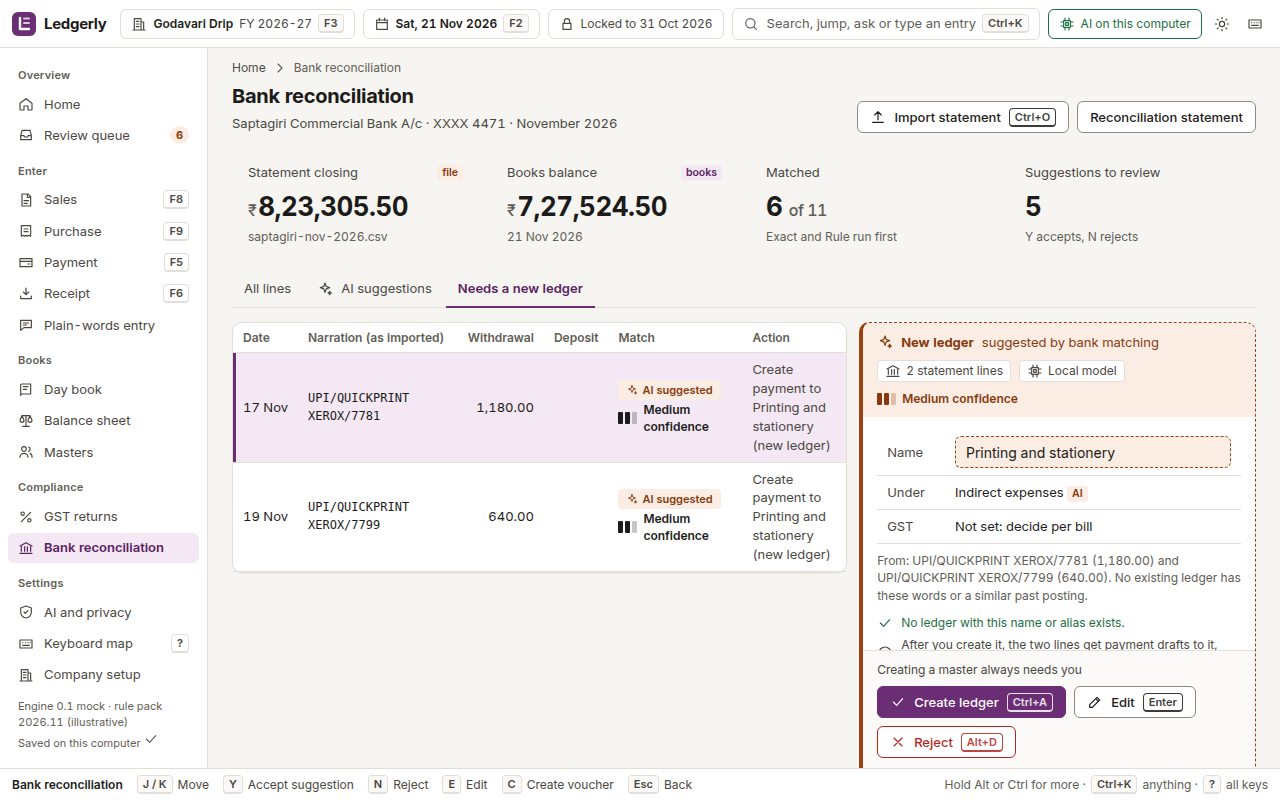 Ledgerly
Godavari Drip FY 2026-27 F3
Sat, 21 Nov 2026 F2
Locked to 31 Oct 2026
Search, jump, ask or type an entry Ctrl+K
AI on this computer
Overview
Home
Review queue 6
Enter
Sales F8
Purchase F9
Payment F5
Receipt F6
Plain-words entry
Books
Day book
Balance sheet
Masters
Compliance
GST returns
Bank reconciliation
Settings
AI and privacy
Keyboard map ?
Company setup
Engine 0.1 mock · rule pack
2026.11 (illustrative)
Saved on this computer
Home > Bank reconciliation
Bank reconciliation
Saptagiri Commercial Bank A/c · XXXX 4471 · November 2026
Import statement Ctrl+O
Reconciliation statement
Statement closing file
₹8,23,305.50
saptagiri-nov-2026.csv
Books balance books
₹7,27,524.50
21 Nov 2026
Matched
6 of 11
Exact and Rule run first
Suggestions to review
5
Y accepts, N rejects
All lines
AI suggestions
Needs a new ledger
Date Narration (as imported) Withdrawal Deposit Match Action
17 Nov
UPI/QUICKPRINT
XEROX/7781
1,180.00
AI suggested
Medium
confidence
Create
payment to
Printing and
stationery
(new ledger)
19 Nov
UPI/QUICKPRINT
XEROX/7799
640.00
AI suggested
Medium
confidence
Create
payment to
Printing and
stationery
(new ledger)
New ledger suggested by bank matching
2 statement lines
Local model
Medium confidence
Name Printing and stationery
Under Indirect expenses AI
GST Not set: decide per bill
From: UPI/QUICKPRINT XEROX/7781 (1,180.00) and
UPI/QUICKPRINT XEROX/7799 (640.00). No existing ledger has
these words or a similar past posting.
No ledger with this name or alias exists.
After you create it, the two lines get payment drafts to it,
Creating a master always needs you
Create ledger Ctrl+A
Edit Enter
Reject Alt+D
Bank reconciliation J / K Move Y Accept suggestion N Reject E Edit C Create voucher Esc Back
Hold Alt or Ctrl for more · Ctrl+K anything · ? all keys